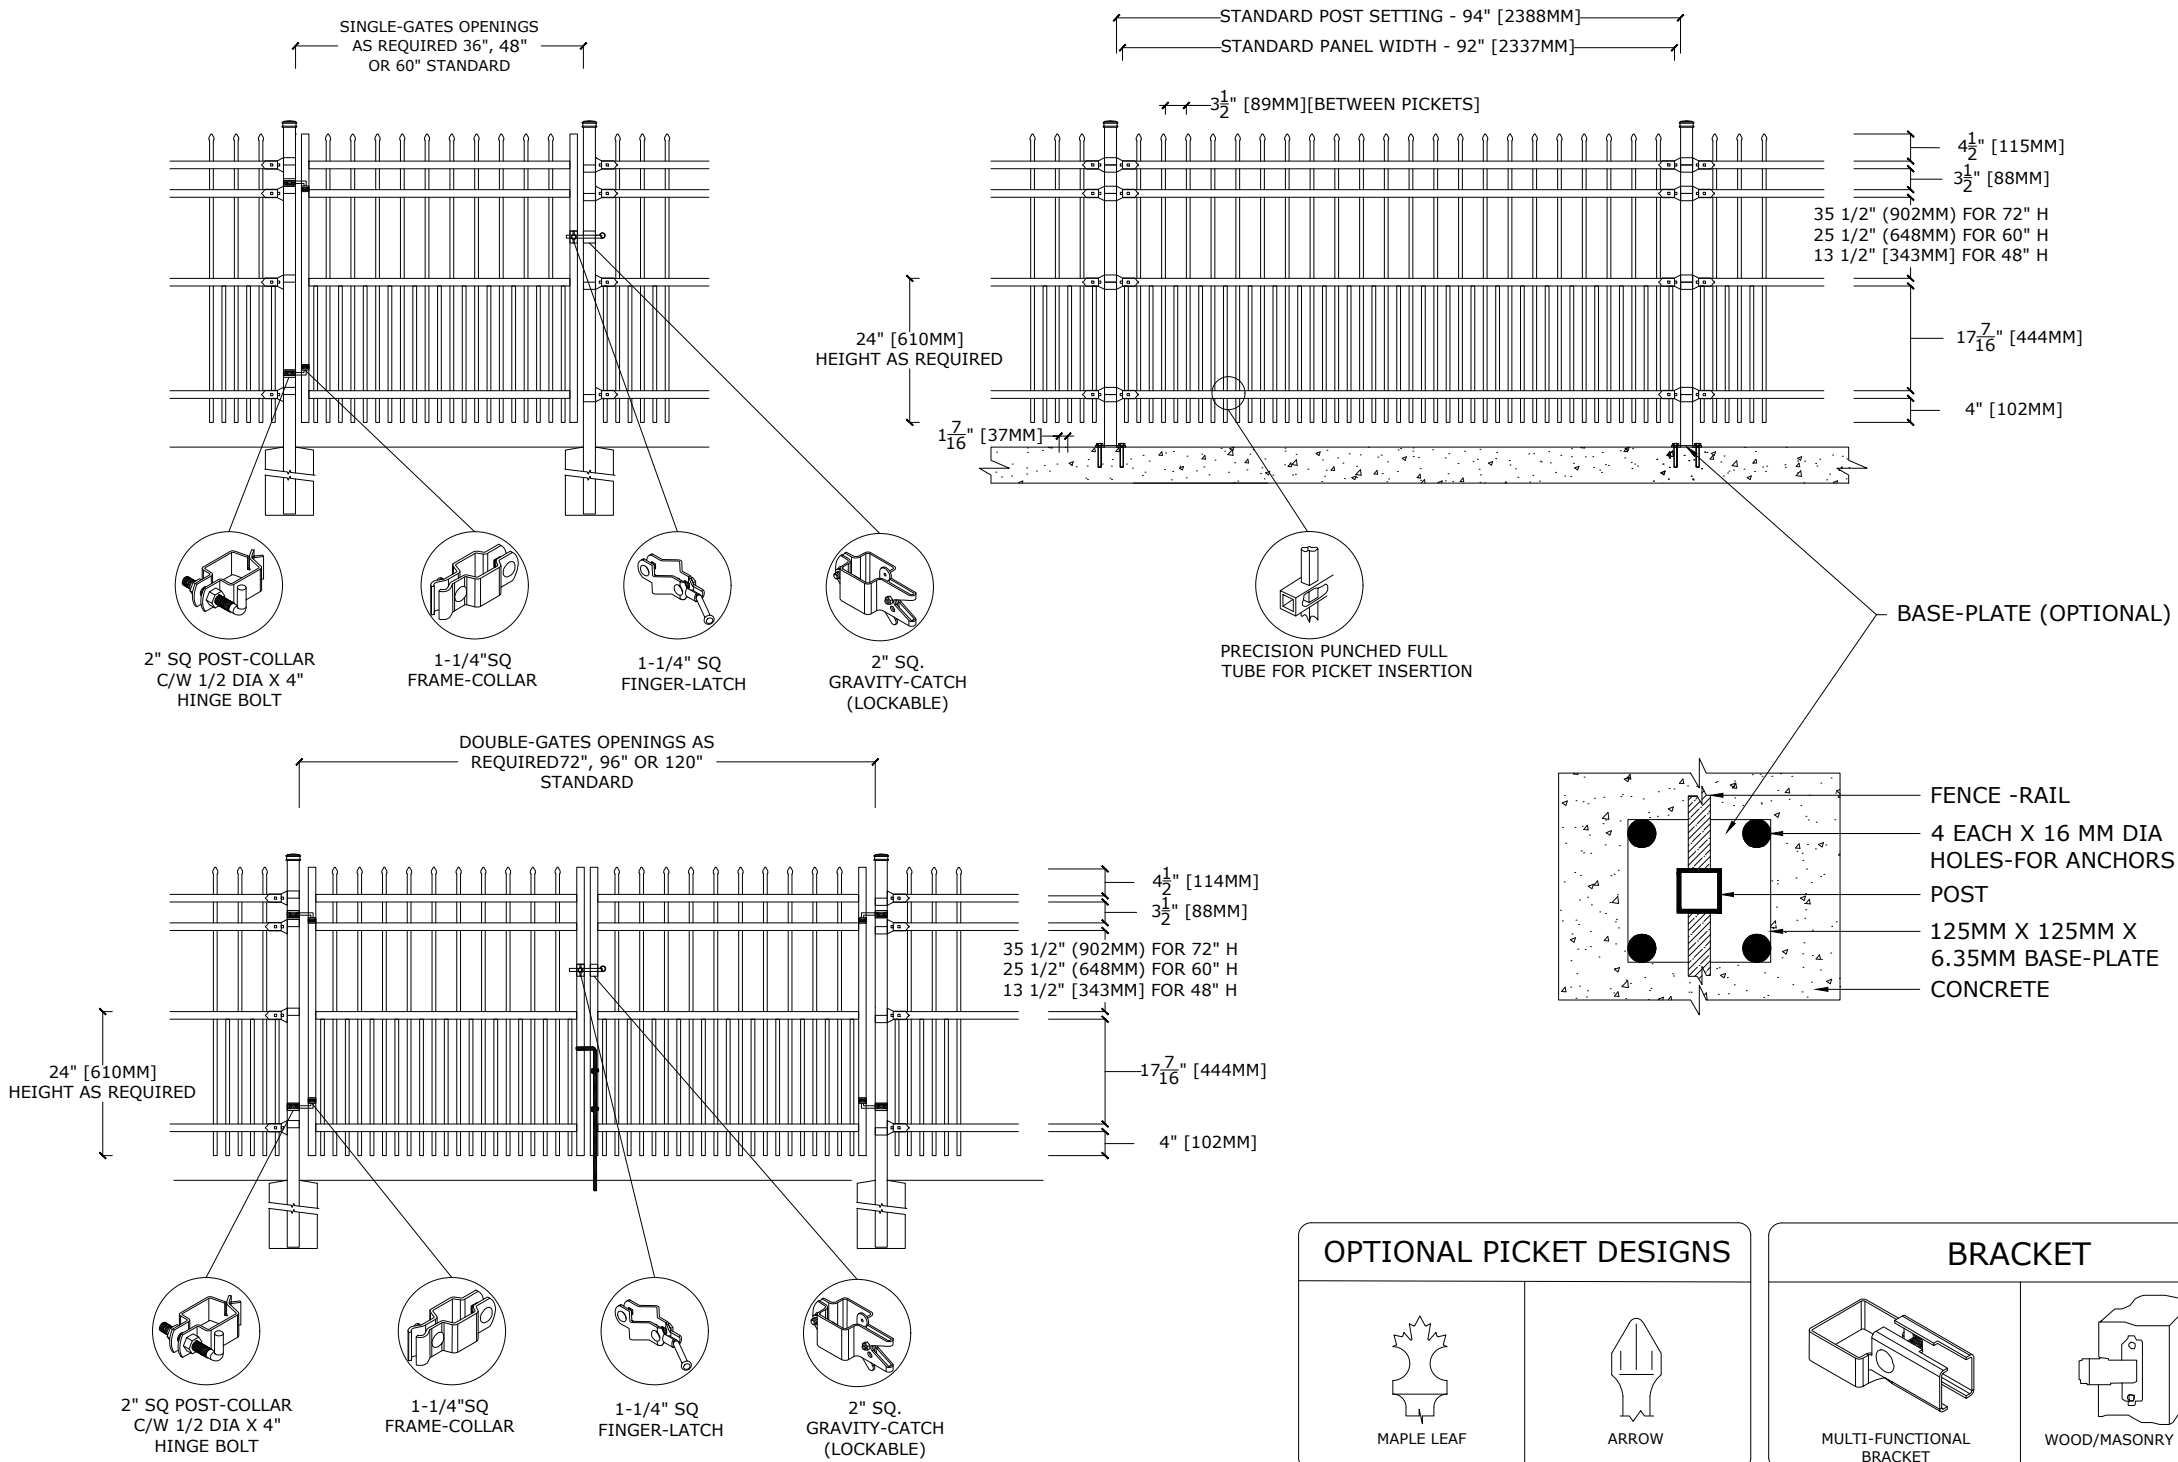 SINGLE-GATES OPENINGS
AS REQUIRED 36", 48"
OR 60" STANDARD
STANDARD POST SETTING - 94" [2388MM]
STANDARD PANEL WIDTH - 92" [2337MM]
3 1/2" [89MM][BETWEEN PICKETS]
4 1/2" [115MM]
3 1/2" [88MM]
35 1/2" (902MM) FOR 72" H
25 1/2" (648MM) FOR 60" H
13 1/2" [343MM] FOR 48" H
24" [610MM]
HEIGHT AS REQUIRED
17 7/16" [444MM]
4" [102MM]
1 7/16" [37MM]
2" SQ POST-COLLAR
C/W 1/2 DIA X 4"
HINGE BOLT
1-1/4"SQ
FRAME-COLLAR
1-1/4" SQ
FINGER-LATCH
2" SQ.
GRAVITY-CATCH
(LOCKABLE)
PRECISION PUNCHED FULL
TUBE FOR PICKET INSERTION
BASE-PLATE (OPTIONAL)
DOUBLE-GATES OPENINGS AS
REQUIRED72", 96" OR 120"
STANDARD
FENCE -RAIL
4 EACH X 16 MM DIA
HOLES-FOR ANCHORS
POST
125MM X 125MM X
6.35MM BASE-PLATE
CONCRETE
4 1/2" [114MM]
3 1/2" [88MM]
35 1/2" (902MM) FOR 72" H
25 1/2" (648MM) FOR 60" H
13 1/2" [343MM] FOR 48" H
24" [610MM]
HEIGHT AS REQUIRED
17 7/16" [444MM]
4" [102MM]
2" SQ POST-COLLAR
C/W 1/2 DIA X 4"
HINGE BOLT
1-1/4"SQ
FRAME-COLLAR
1-1/4" SQ
FINGER-LATCH
2" SQ.
GRAVITY-CATCH
(LOCKABLE)
OPTIONAL PICKET DESIGNS
MAPLE LEAF
ARROW
BRACKET
MULTI-FUNCTIONAL
BRACKET
WOOD/MASONRY